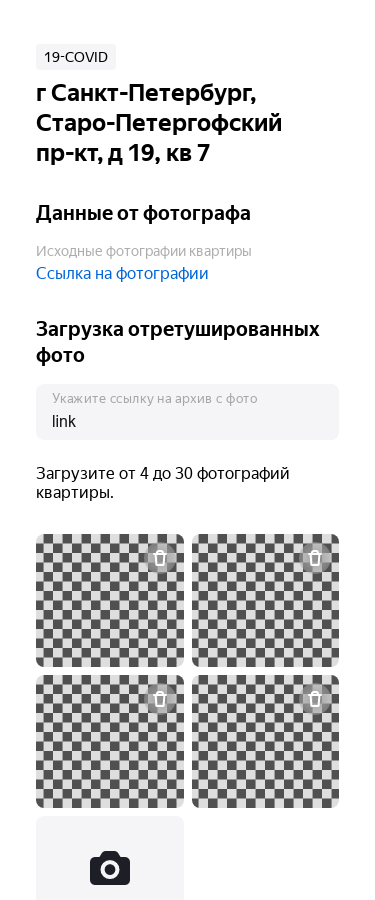 19-COVID
г Санкт-Петербург,
Старо-Петергофский
пр-кт, д 19, кв 7
Данные от фотографа
Исходные фотографии квартиры
Ссылка на фотографии
Загрузка отретушированных
фото
Укажите ссылку на архив с фото
link
Загрузите от 4 до 30 фотографий
квартиры.